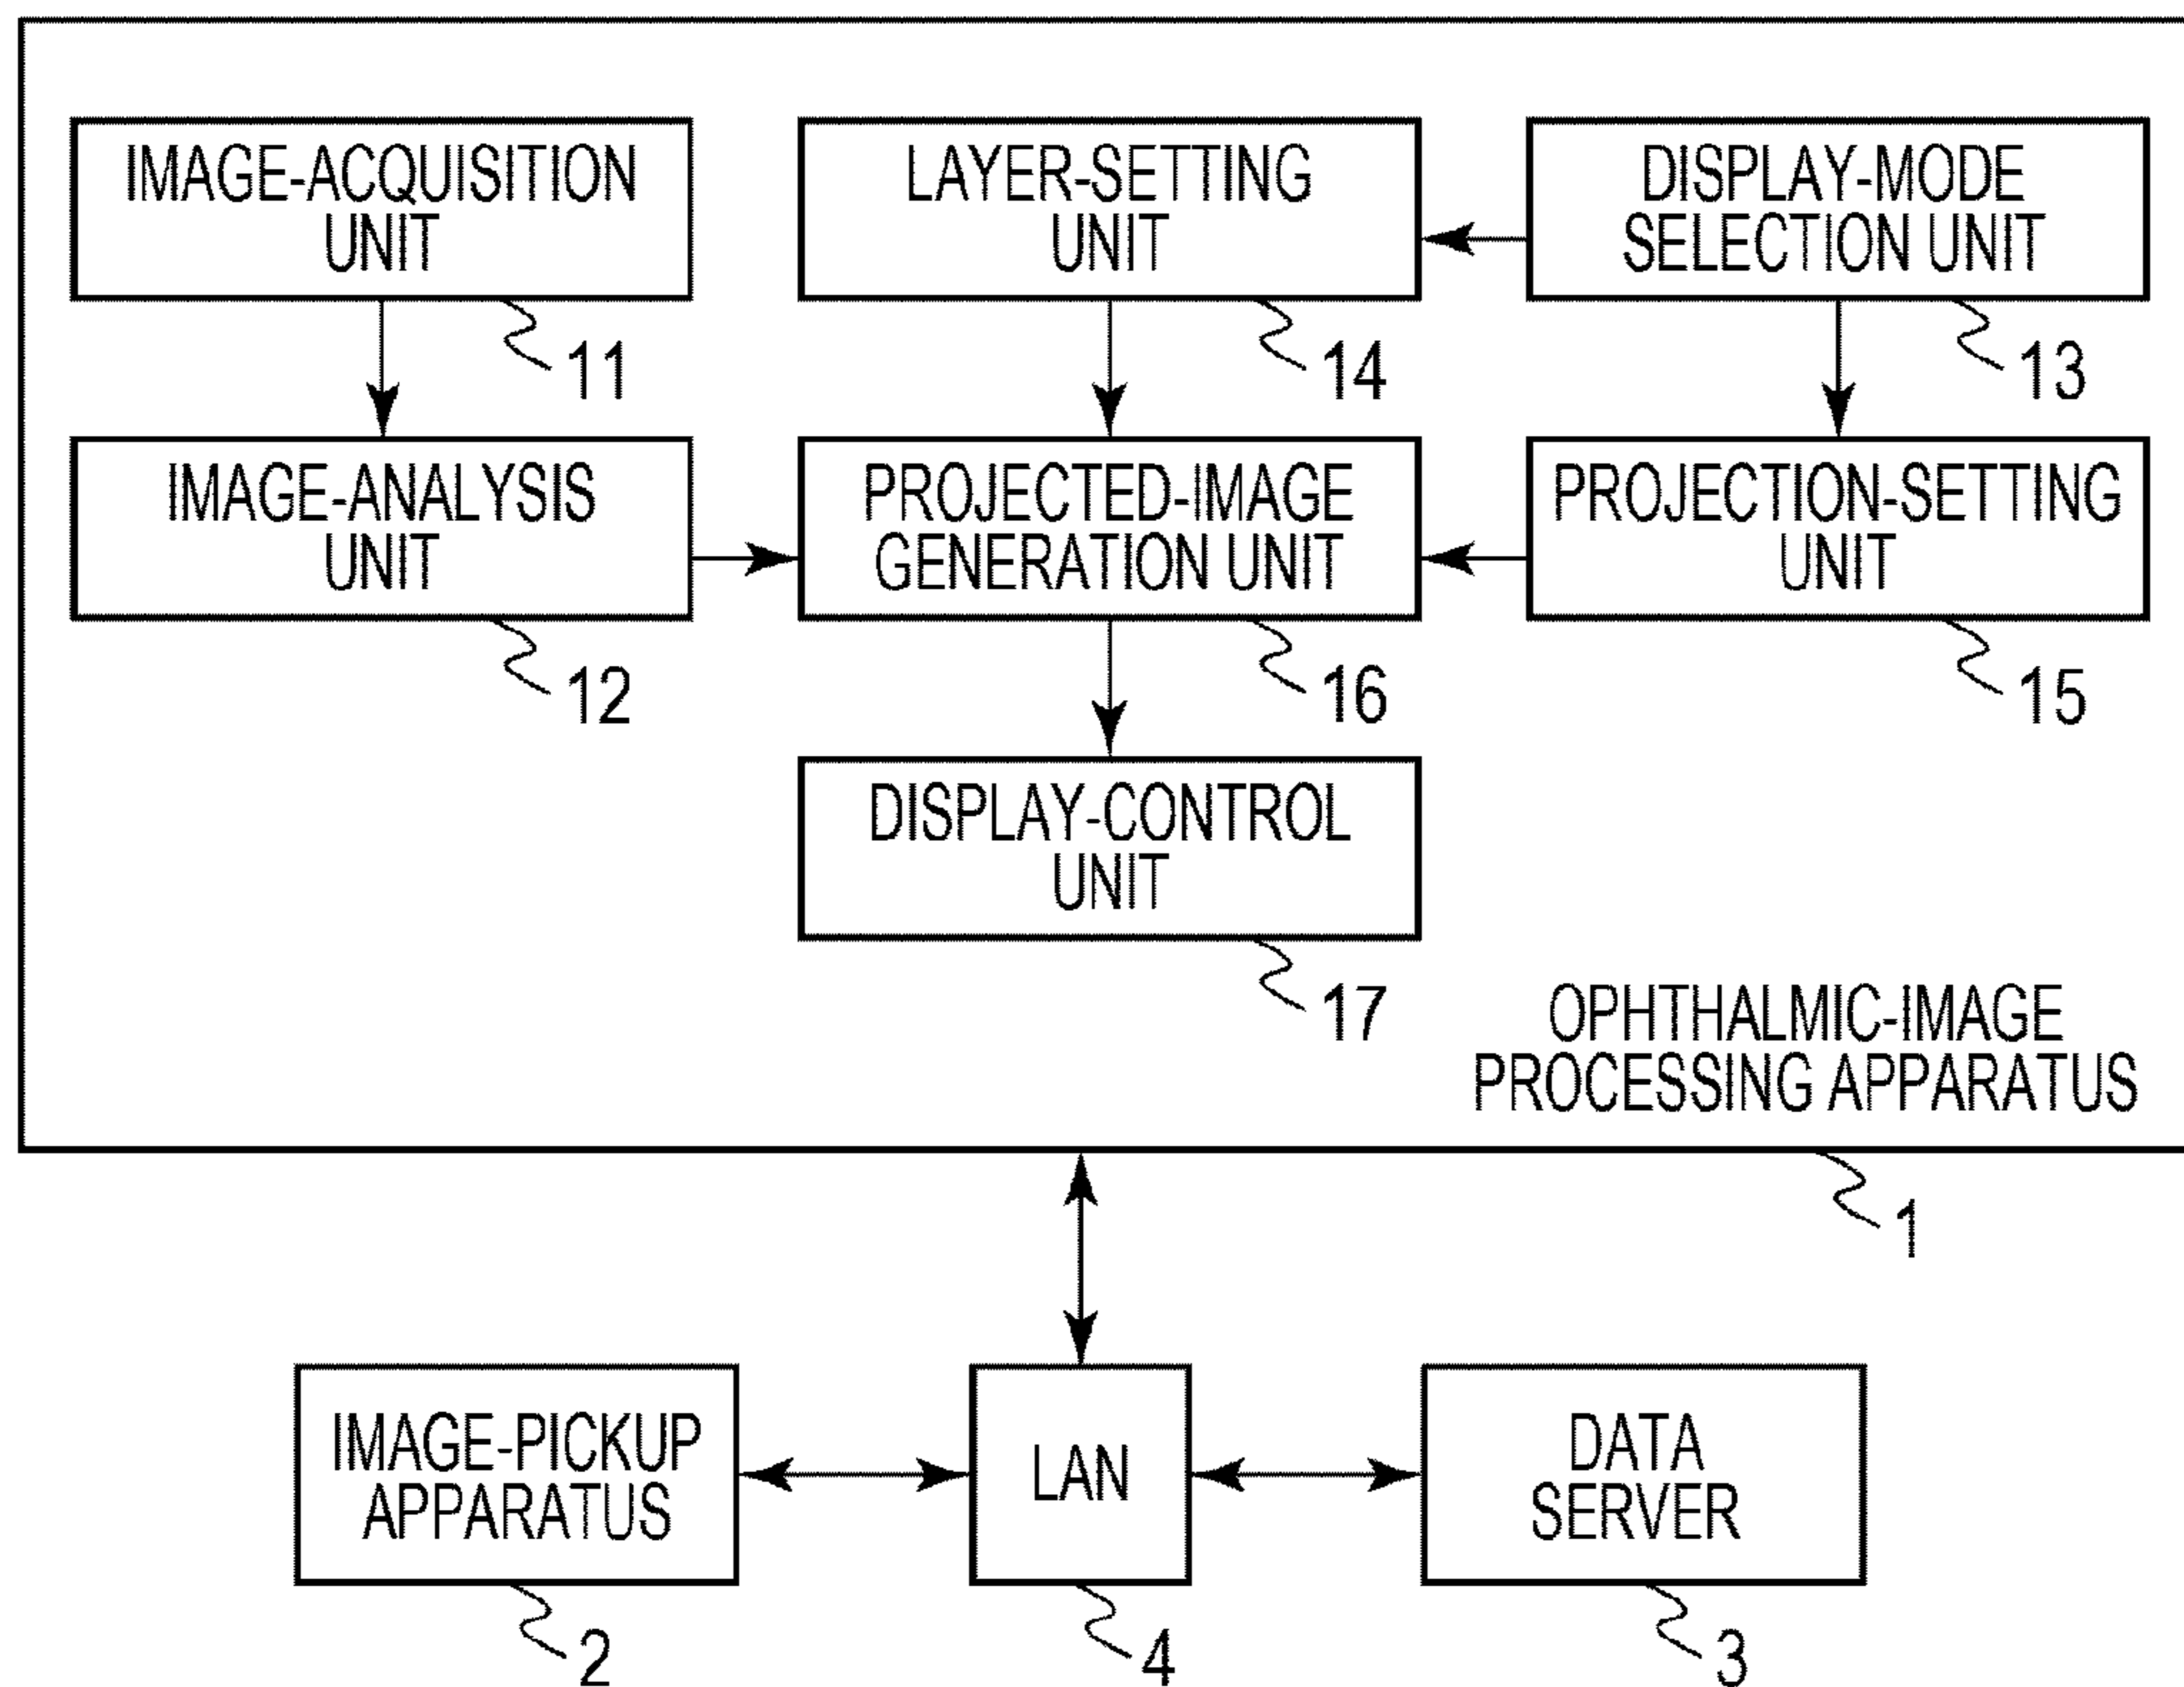 IMAGE-ACQUISITION
UNIT
11
LAYER-SETTING
UNIT
14
DISPLAY-MODE
SELECTION UNIT
13
IMAGE-ANALYSIS
UNIT
12
PROJECTED-IMAGE
GENERATION UNIT
16
PROJECTION-SETTING
UNIT
15
DISPLAY-CONTROL
UNIT
17
OPHTHALMIC-IMAGE
PROCESSING APPARATUS
1
IMAGE-PICKUP
APPARATUS
2
LAN
4
DATA
SERVER
3